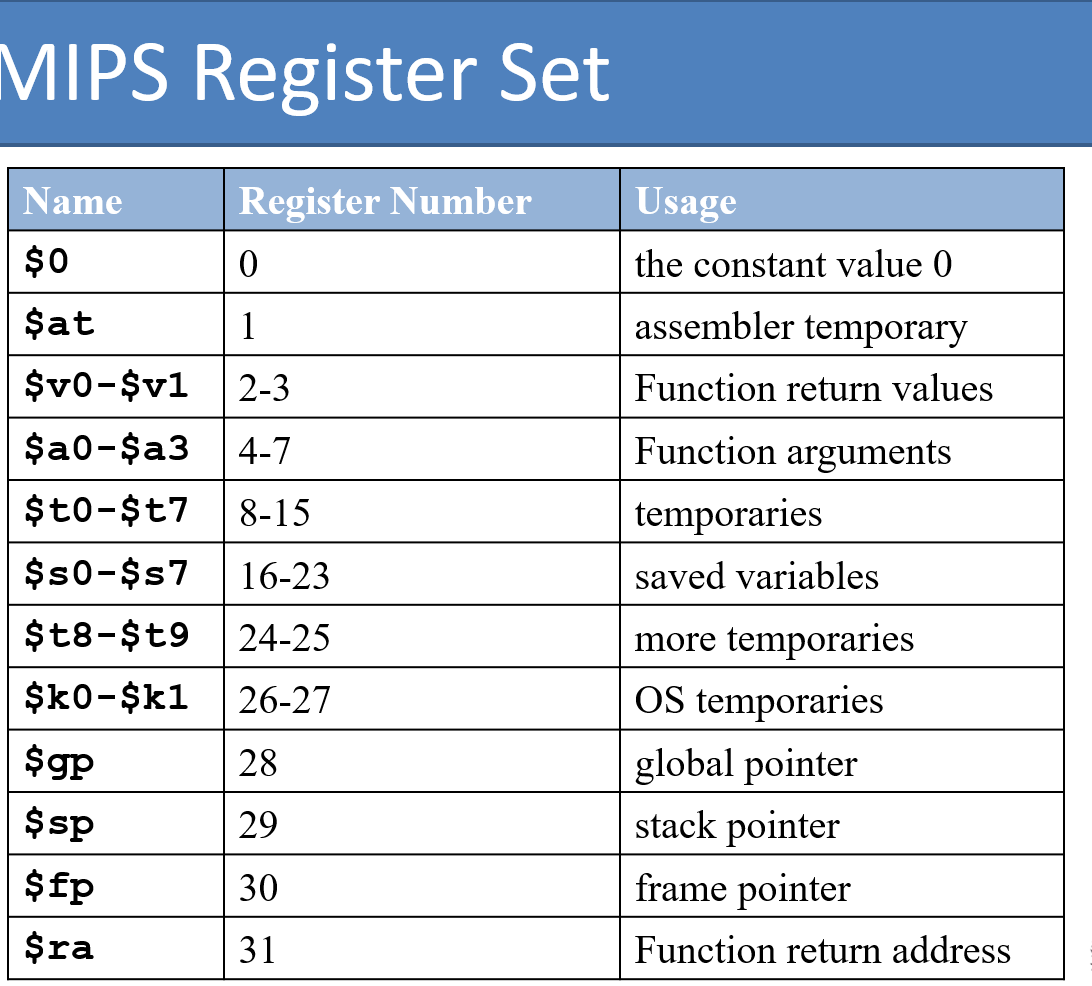 MIPS Register Set
Name Register Number Usage
$0 0 the constant value 0
$at 1 assembler temporary
$v0-$v1 2-3 Function return values
$a0-$a3 4-7 Function arguments
$t0-$t7 8-15 temporaries
$s0-$s7 16-23 saved variables
$t8-$t9 24-25 more temporaries
$k0-$k1 26-27 OS temporaries
$gp 28 global pointer
$sp 29 stack pointer
$fp 30 frame pointer
$ra 31 Function return address